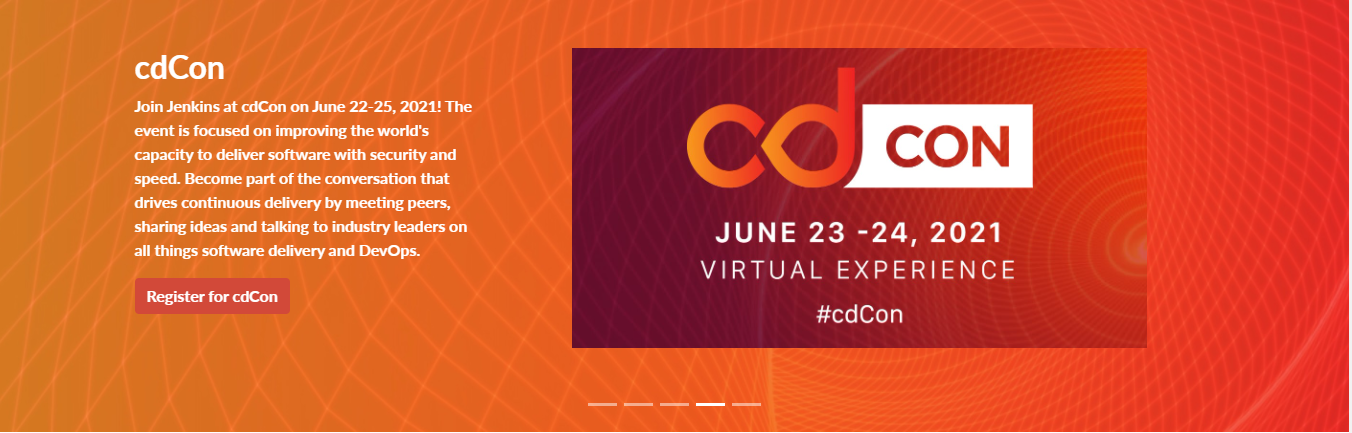 cdCon
Join Jenkins at cdCon on June 22-25, 2021! The
event is focused on improving the world's
capacity to deliver software with security and
speed. Become part of the conversation that
drives continuous delivery by meeting peers,
sharing ideas and talking to industry leaders on
all things software delivery and DevOps.
Register for cdCon
cd CON
JUNE 23 -24, 2021
VIRTUAL EXPERIENCE
#cdCon